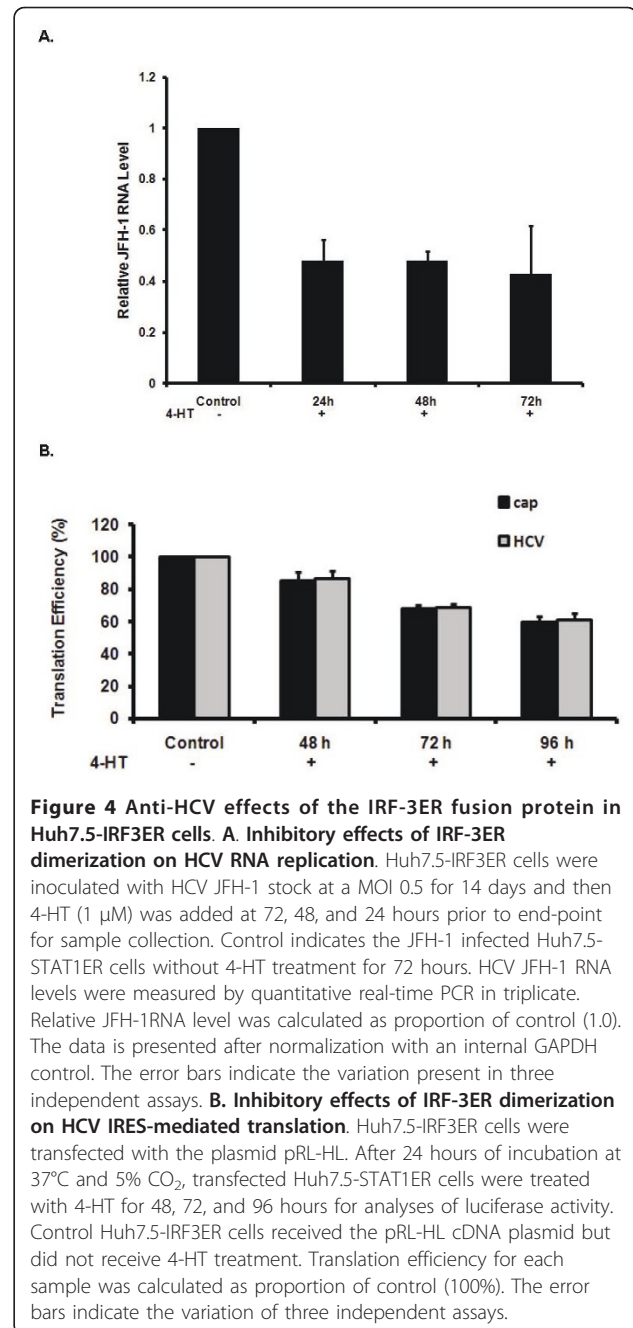 A.
1.2
1
0.8
0.6
0.4
0.2
0
Relative JFH-1 RNA Level
Control 24h 48h 72h
4-HT - + + +
B.
cap
HCV
120
100
80
60
40
20
0
Translation Efficiency (%)
Control 48 h 72 h 96 h
4-HT - + + +
Figure 4 Anti-HCV effects of the IRF-3ER fusion protein in
Huh7.5-IRF3ER cells. A. Inhibitory effects of IRF-3ER
dimerization on HCV RNA replication. Huh7.5-IRF3ER cells were
inoculated with HCV JFH-1 stock at a MOI 0.5 for 14 days and then
4-HT (1 μM) was added at 72, 48, and 24 hours prior to end-point
for sample collection. Control indicates the JFH-1 infected Huh7.5-
STAT1ER cells without 4-HT treatment for 72 hours. HCV JFH-1 RNA
levels were measured by quantitative real-time PCR in triplicate.
Relative JFH-1RNA level was calculated as proportion of control (1.0).
The data is presented after normalization with an internal GAPDH
control. The error bars indicate the variation present in three
independent assays. B. Inhibitory effects of IRF-3ER dimerization
on HCV IRES-mediated translation. Huh7.5-IRF3ER cells were
transfected with the plasmid pRL-HL. After 24 hours of incubation at
37°C and 5% CO₂, transfected Huh7.5-STAT1ER cells were treated
with 4-HT for 48, 72, and 96 hours for analyses of luciferase activity.
Control Huh7.5-IRF3ER cells received the pRL-HL cDNA plasmid but
did not receive 4-HT treatment. Translation efficiency for each
sample was calculated as proportion of control (100%). The error
bars indicate the variation of three independent assays.